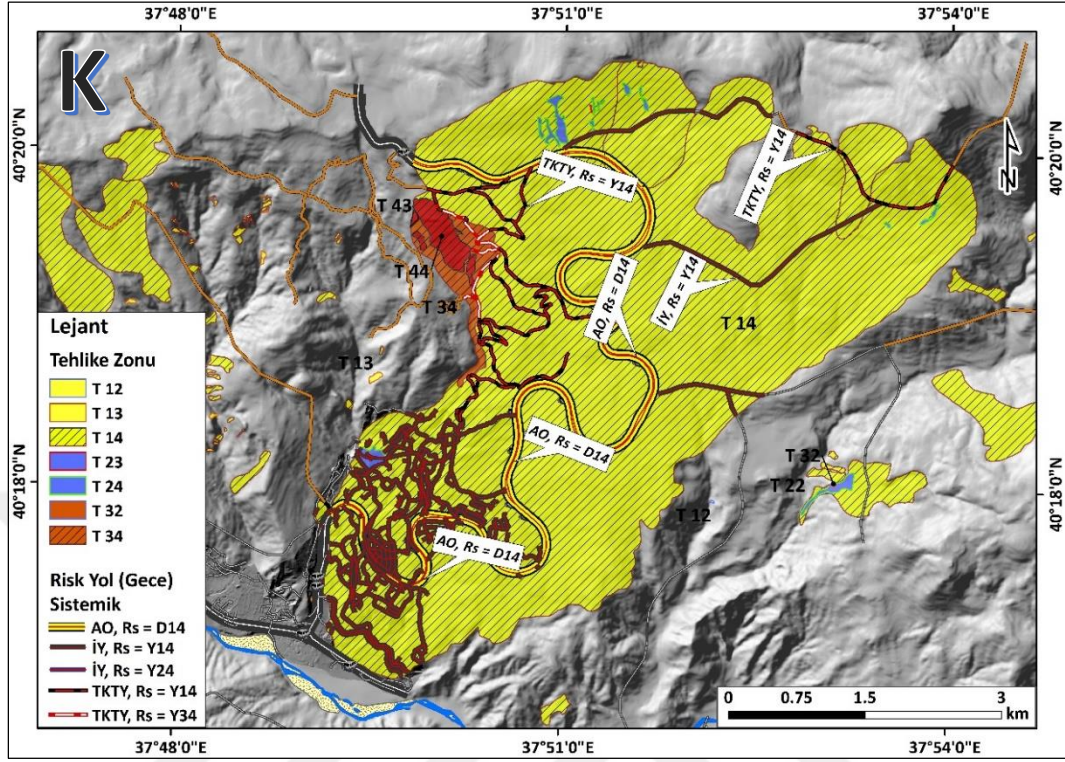 37°48'0"E
37°51'0"E
37°54'0"E
K
40°20'0"N
40°20'0"N
TKTY, Rs = Y14
TKTY, Rs = Y14
T 43
T 44
AO, Rs = D14
İY, Rs = Y14
T 34
T 14
T 13
Z
AO, Rs = D14
T 32
T 22
T 12
40°18'0"N
40°18'0"N
AO, Rs = D14
Lejant
Tehlike Zonu
T 12
T 13
T 14
T 23
T 24
T 32
T 34
Risk Yol (Gece)
Sistemik
AO, Rs = D14
İY, Rs = Y14
İY, Rs = Y24
TKTY, Rs = Y14
TKTY, Rs = Y34
0 0.75 1.5 3
km
37°48'0"E
37°51'0"E
37°54'0"E